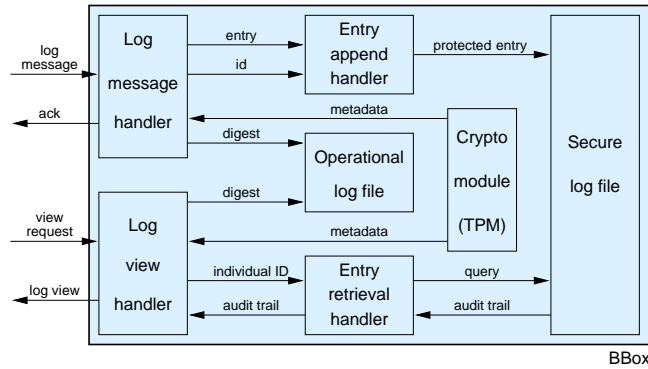 log
message
ack
view
request
log view
Log
message
handler
Log
view
handler
entry
id
metadata
digest
digest
metadata
individual ID
audit trail
Entry
append
handler
Operational
log file
Entry
retrieval
handler
protected entry
Crypto
module
(TPM)
query
audit trail
Secure
log file
BBox